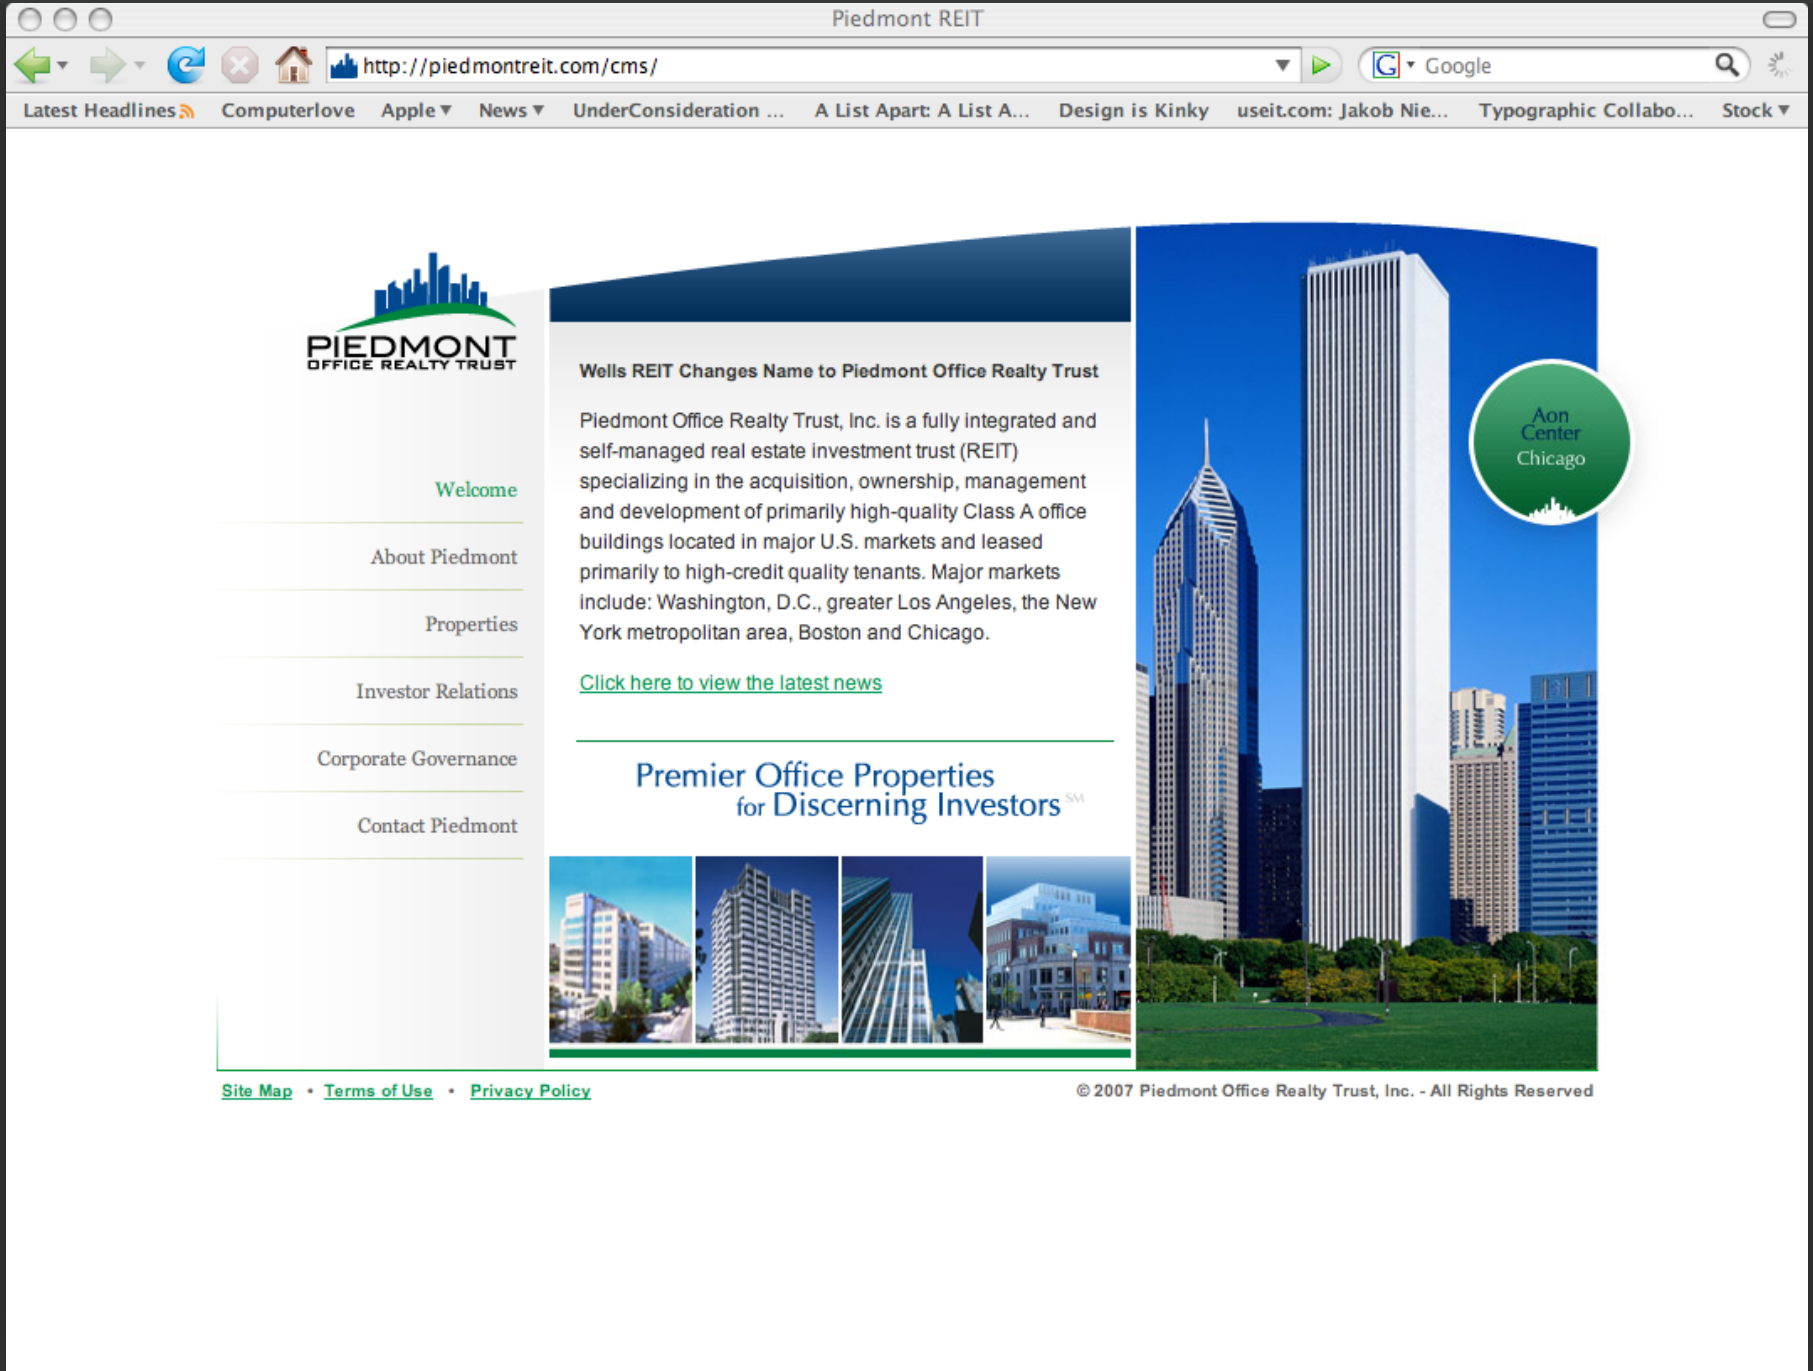 Piedmont REIT
http://piedmontreit.com/cms/
Google
Latest Headlines Computerlove Apple News UnderConsideration ... A List Apart: A List A... Design is Kinky useit.com: Jakob Nie... Typographic Collabo... Stock
PIEDMONT
OFFICE REALTY TRUST
Welcome
About Piedmont
Properties
Investor Relations
Corporate Governance
Contact Piedmont
Wells REIT Changes Name to Piedmont Office Realty Trust
Piedmont Office Realty Trust, Inc. is a fully integrated and
self-managed real estate investment trust (REIT)
specializing in the acquisition, ownership, management
and development of primarily high-quality Class A office
buildings located in major U.S. markets and leased
primarily to high-credit quality tenants. Major markets
include: Washington, D.C., greater Los Angeles, the New
York metropolitan area, Boston and Chicago.
Click here to view the latest news
Premier Office Properties
for Discerning Investors SM
Aon
Center
Chicago
Site Map • Terms of Use • Privacy Policy
© 2007 Piedmont Office Realty Trust, Inc. - All Rights Reserved